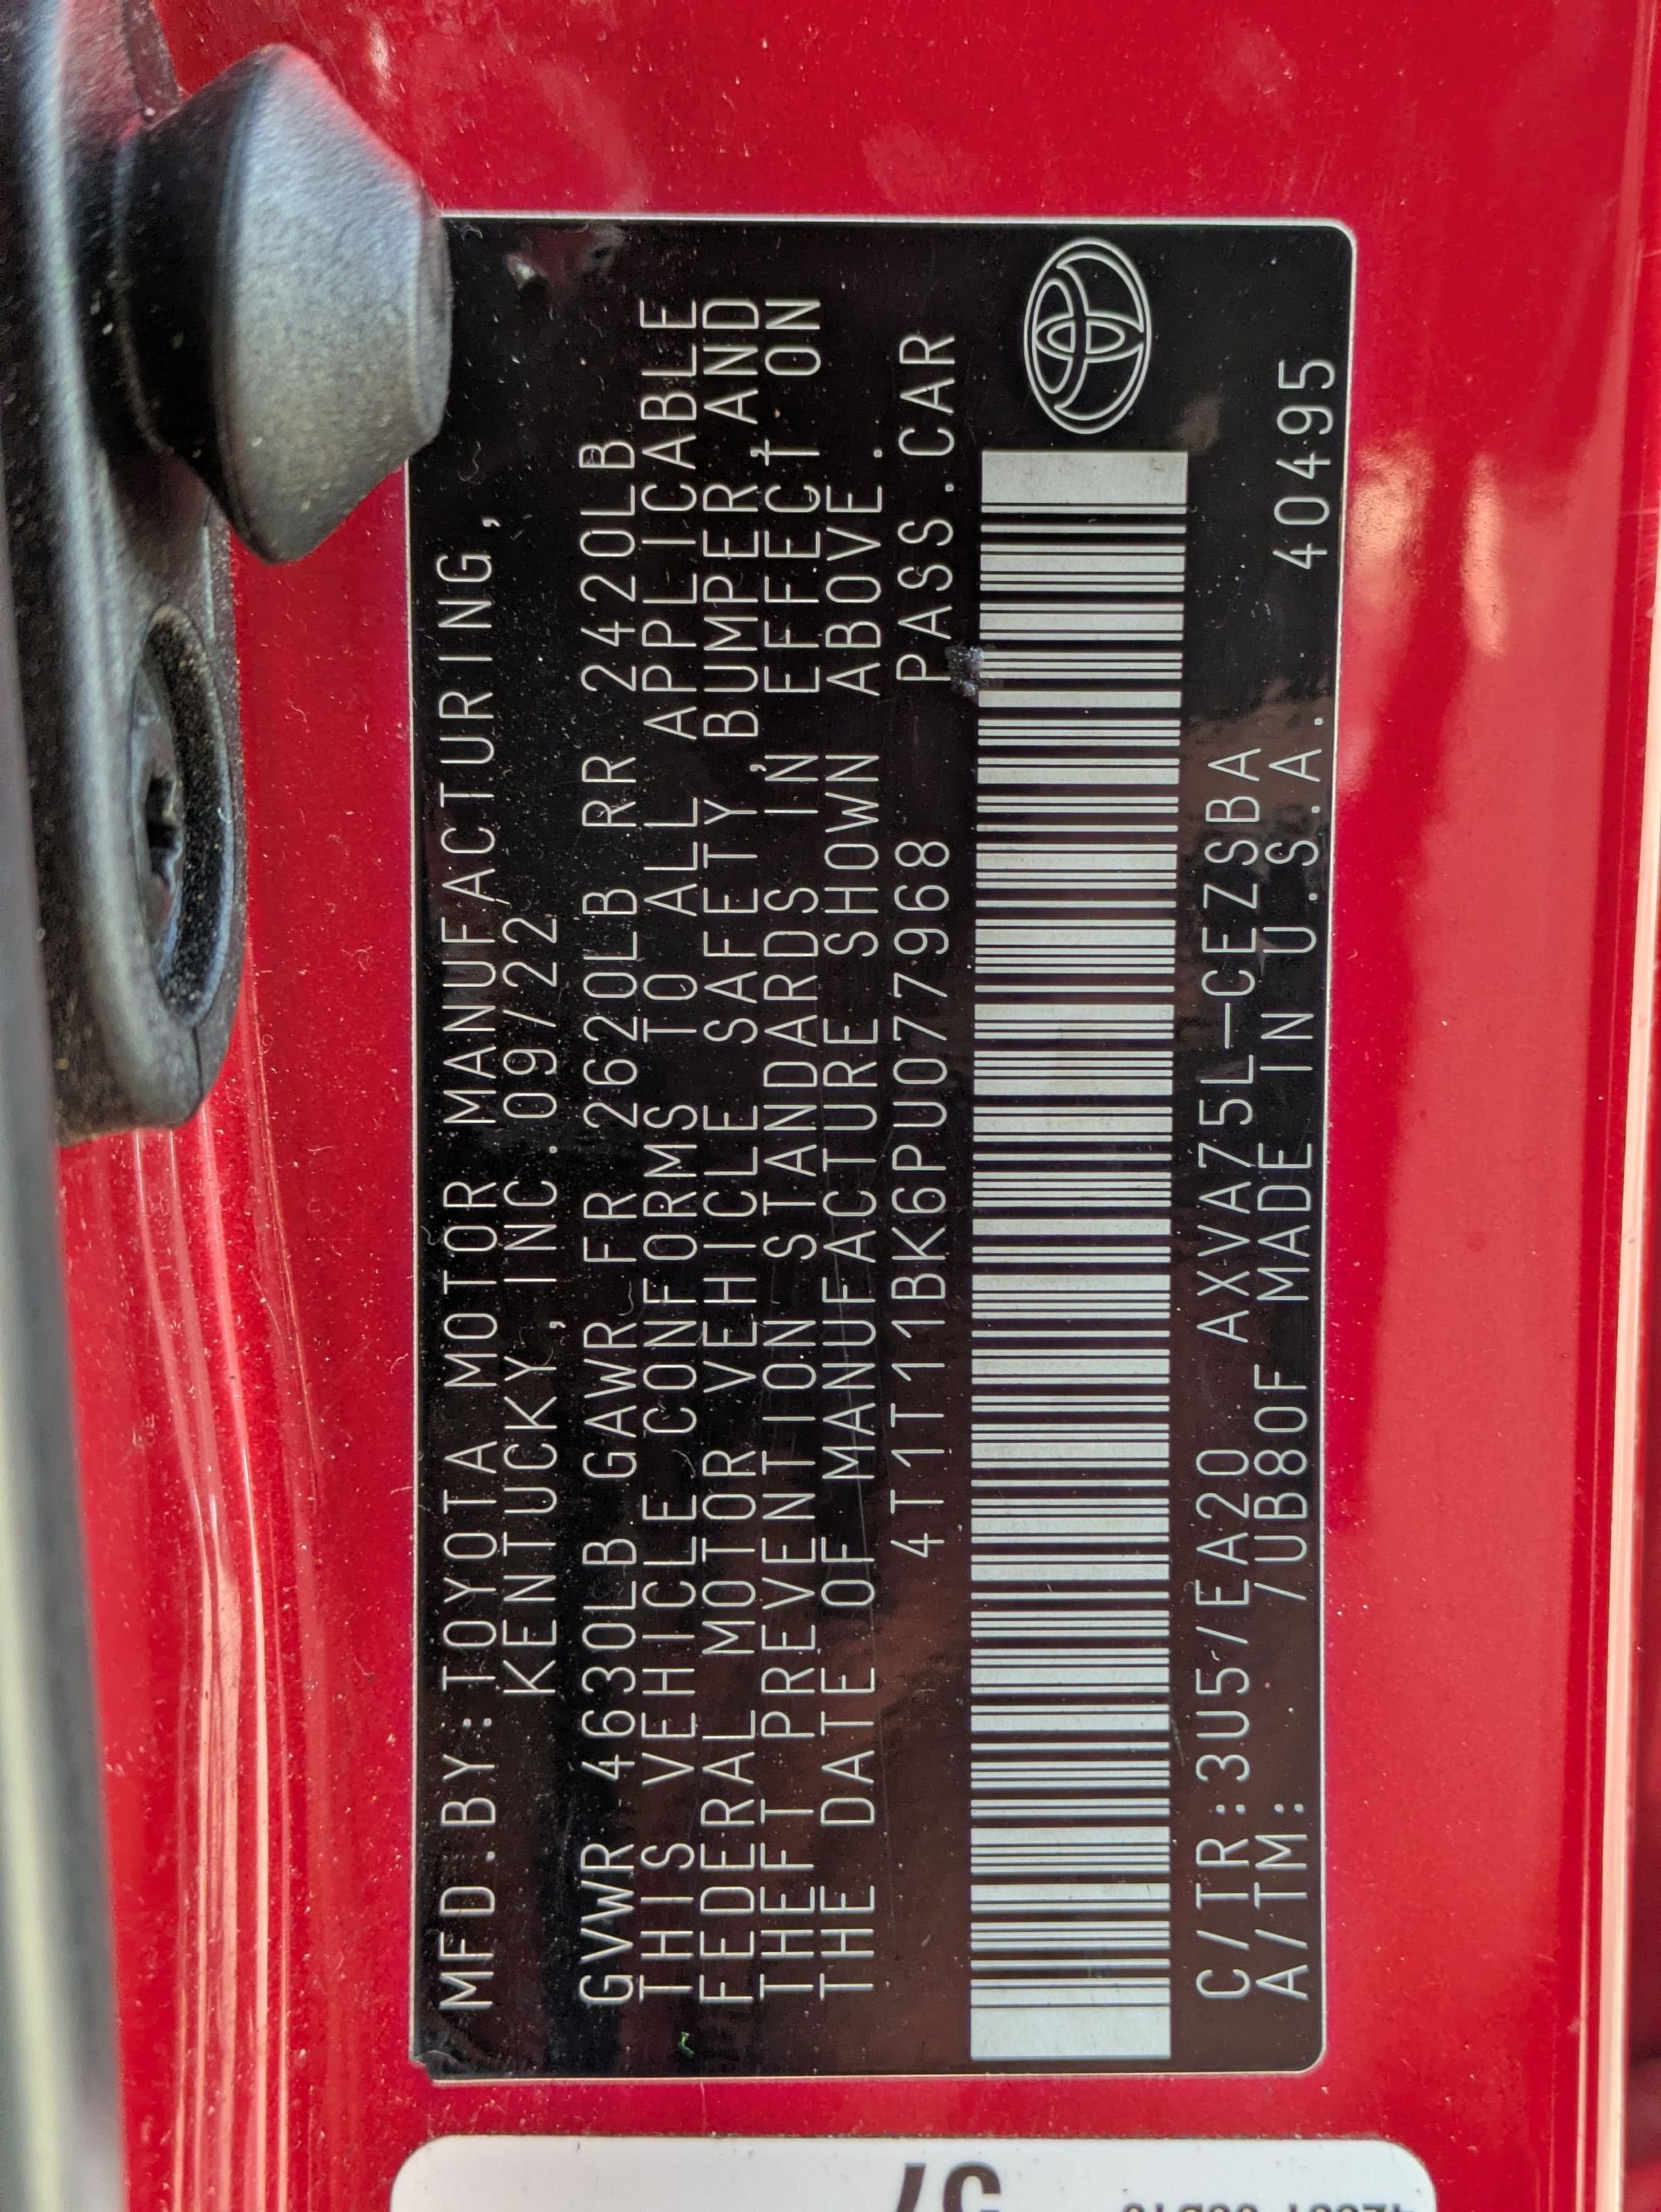 MFD.BY: TOYOTA MOTOR MANUFACTURING,
KENTUCKY, INC. 09/22
GVWR 4630LB GAWR FR 2620LB RR 2420LB
THIS VEHICLE CONFORMS TO ALL APPLICABLE
FEDERAL MOTOR VEHICLE SAFETY, BUMPER, AND
THEFT PREVENTION STANDARDS IN EFFECT ON
THE DATE OF MANUFACTURE SHOWN ABOVE.
4T1T11BK6PU077968 PASS.CAR
C/TR:3U5/EA20 AXVA75L-CEZSBA
A/TM: /UB80F MADE IN U.S.A. 40495